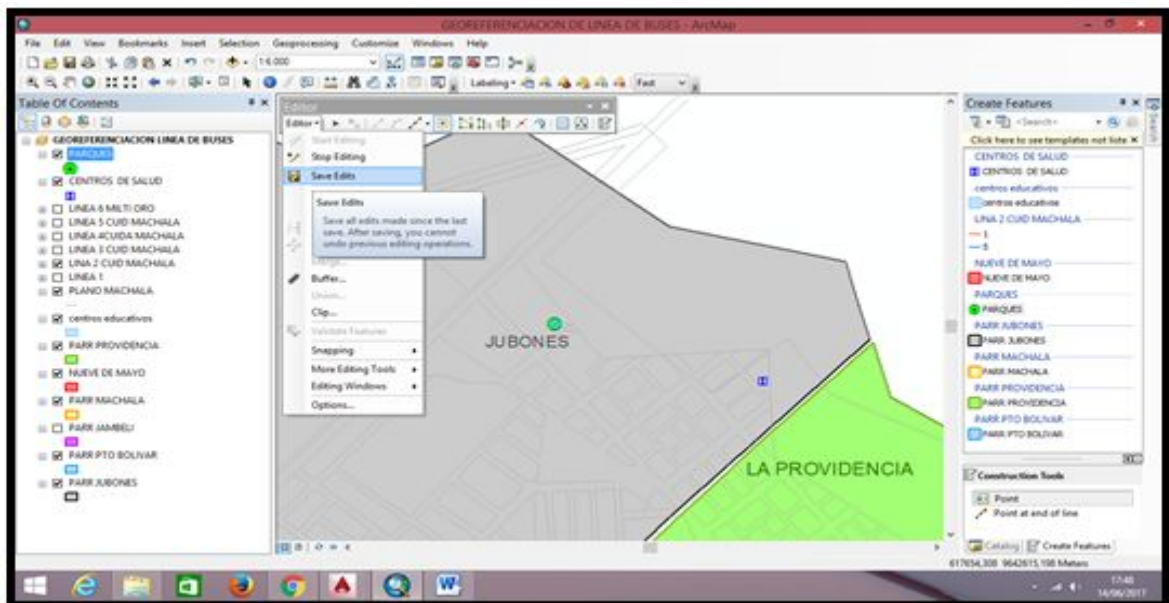 GEOREFERENCIACION DE LINEA DE BUSES - ArcMap
File Edit View Bookmarks Insert Selection Geoprocessing Customize Windows Help
Labeling Fast
Table Of Contents
GEOREFERENCIACION LINEA DE BUSES
PARQUES
CENTROS DE SALUD
LINEA 6 MILTI ORO
LINEA 5 CUID MACHALA
LINEA 4CUIDA MACHALA
LINEA 3 CUID MACHALA
LINA 2 CUID MACHALA
LINEA 1
PLANO MACHALA
centros educativos
PARR PROVIDENCIA
NUEVE DE MAYO
PARR MACHALA
PARR JAMBELI
PARR PTO BOLIVAR
PARR JUBONES
Editor
Editor
Start Editing
Stop Editing
Save Edits
Save Edits
Save all edits made since the last
save. After saving, you cannot
undo previous editing operations.
Merge...
Buffer...
Union...
Clip...
Validate Features
Snapping
More Editing Tools
Editing Windows
Options...
JUBONES
LA PROVIDENCIA
Create Features
<Search>
Click here to see templates not liste
CENTROS DE SALUD
CENTROS DE SALUD
centros educativos
centros educativos
LINA 2 CUID MACHALA
NUEVE DE MAYO
NUEVE DE MAYO
PARQUES
PARQUES
PARR JUBONES
PARR JUBONES
PARR MACHALA
PARR MACHALA
PARR PROVIDENCIA
PARR PROVIDENCIA
PARR PTO BOLIVAR
PARR PTO BOLIVAR
Construction Tools
Point
Point at end of line
Catalog Create Features
617654,308 9642615,198 Meters
17:48
14/06/2017
Search